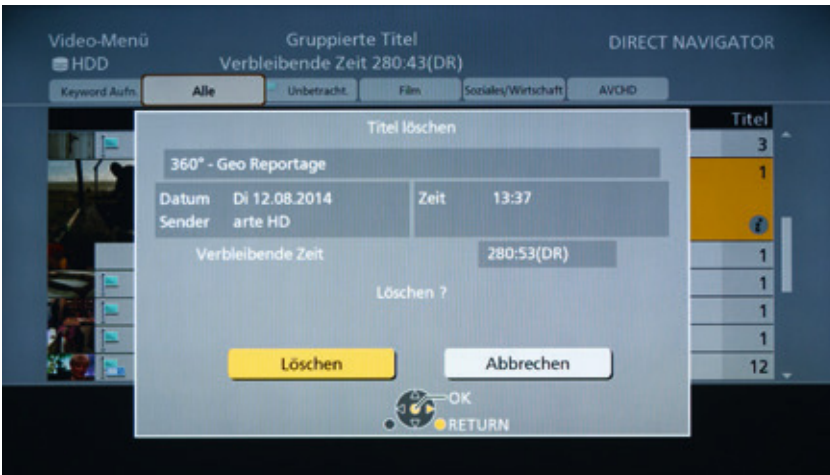 Video-Menü
Gruppierte Titel
DIRECT NAVIGATOR
HDD
Verbleibende Zeit 280:43(DR)
Keyword Aufn.
Alle
Unbetracht.
Film
Soziales/Wirtschaft
AVCHD
Titel
Titel löschen
3
360° - Geo Reportage
1
Datum Di 12.08.2014
Zeit 13:37
Sender arte HD
i
Verbleibende Zeit 280:53(DR)
1
1
Löschen ?
1
1
Löschen
Abbrechen
12
OK
RETURN